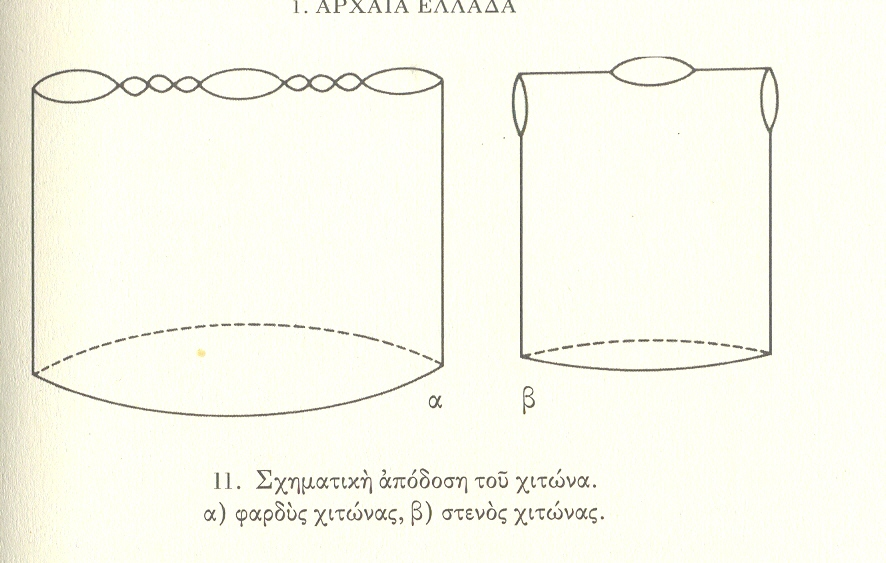 1. ΑΡΧΑΙΑ ΕΛΛΑΔΑ
α
β
11. Σχηματικὴ ἀπόδοση τοῦ χιτώνα.
α) φαρδὺς χιτώνας, β) στενὸς χιτώνας.